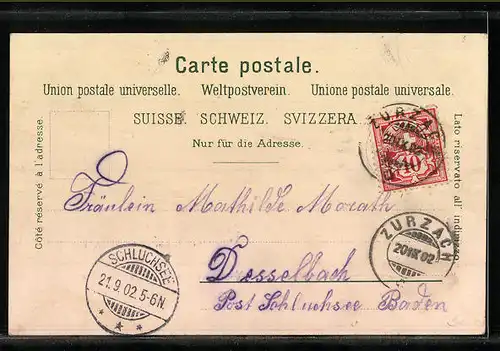 Carte postale.
Union postale universelle. Weltpostverein. Unione postale universale.
SUISSE. SCHWEIZ. SVIZZERA.
Nur für die Adresse.
Côté réservé à l'adresse.
Lato riservato all' indirizzo.
ZURZACH
10
Fräulein Mathilde Morath
Desselbach
Post Schluchsee Baden
ZURZACH
20 IX 02
SCHLUCHSEE
21.9.02.5-6N.